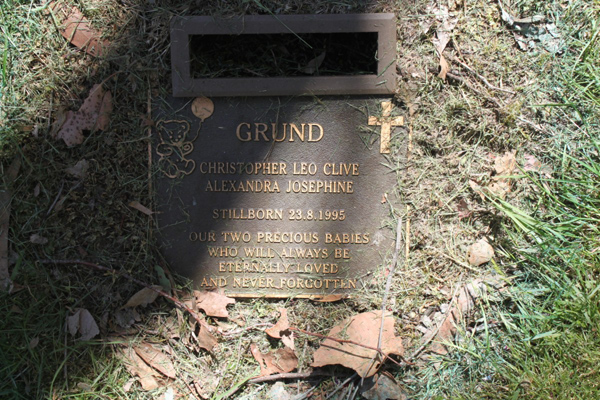 GRUND
CHRISTOPHER LEO CLIVE
ALEXANDRA JOSEPHINE
STILLBORN 23.8.1995
OUR TWO PRECIOUS BABIES
WHO WILL ALWAYS BE
ETERNALLY LOVED
AND NEVER FORGOTTEN